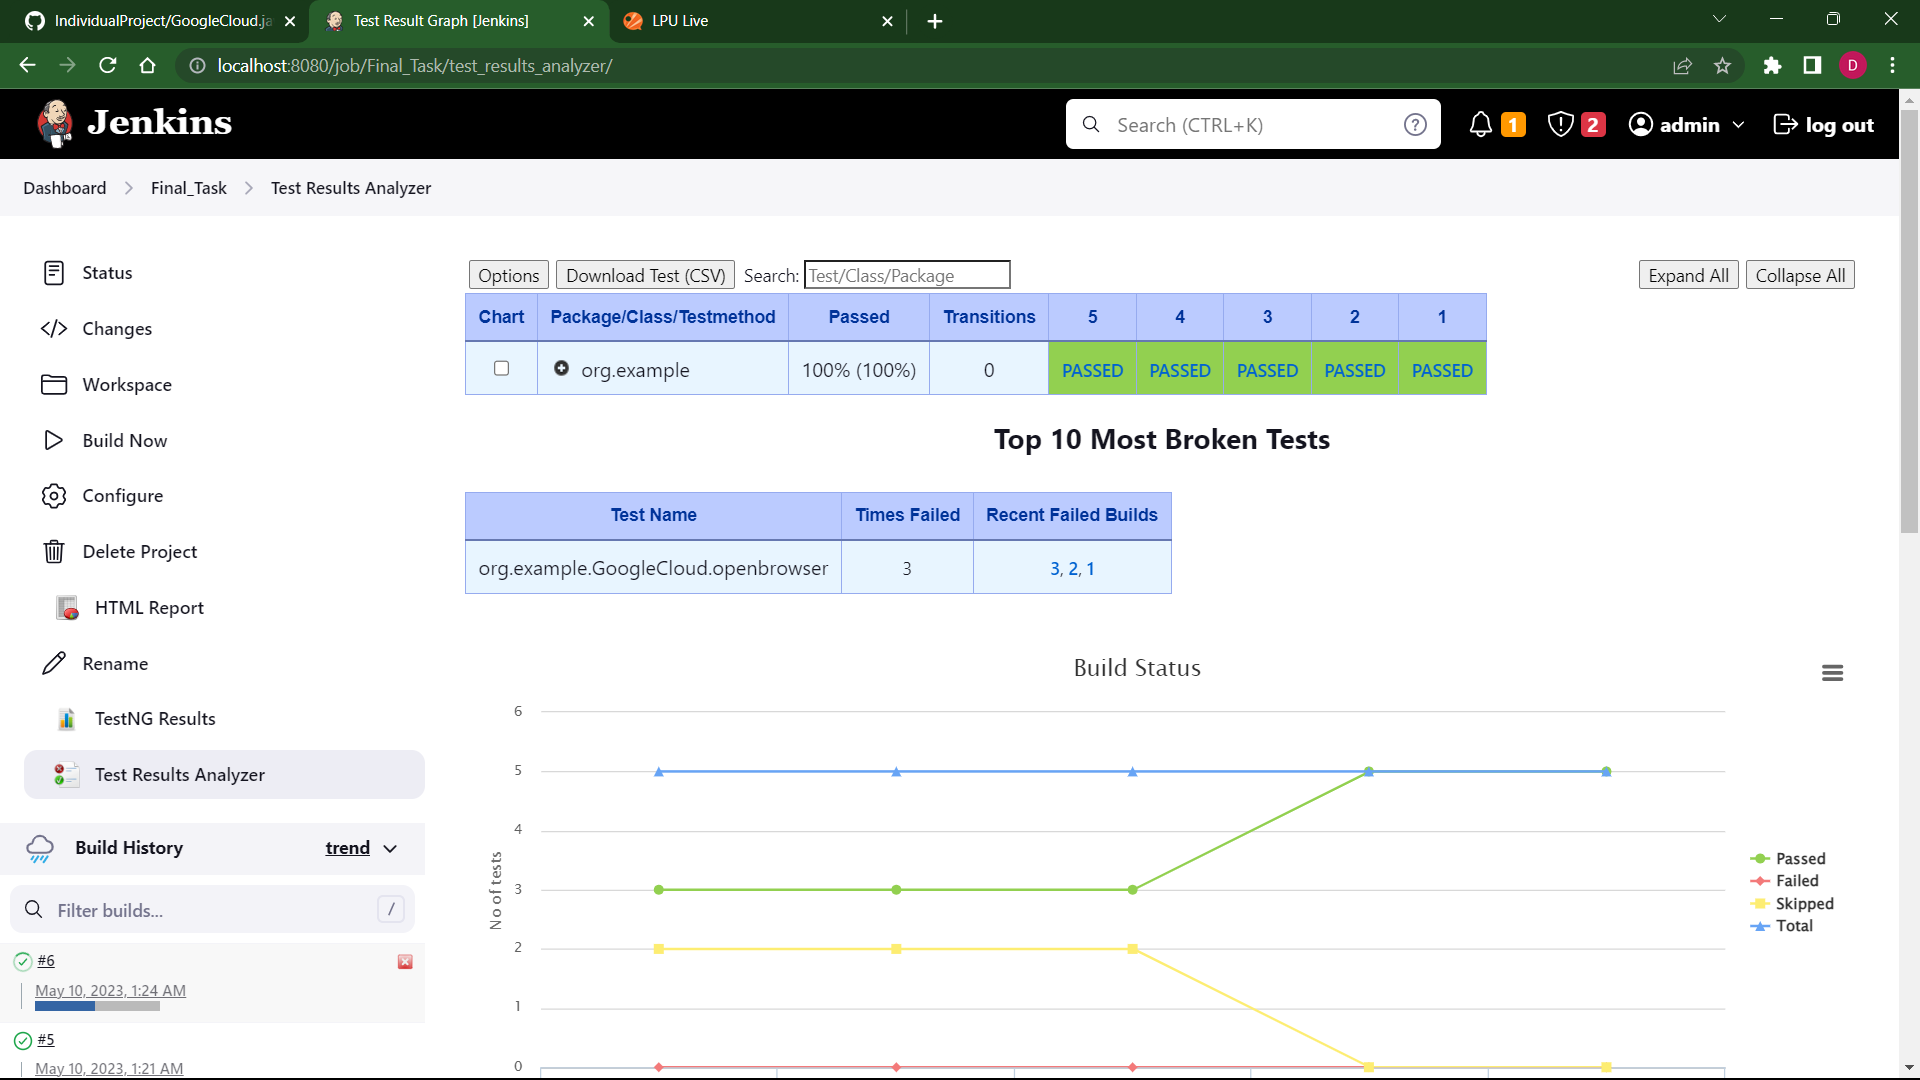 IndividualProject/GoogleCloud.ja
Test Result Graph [Jenkins]
LPU Live
localhost:8080/job/Final_Task/test_results_analyzer/
D
Jenkins
Search (CTRL+K)
?
1
2
admin
log out
Dashboard
Final_Task
Test Results Analyzer
Status
Changes
Workspace
Build Now
Configure
Delete Project
HTML Report
Rename
TestNG Results
Test Results Analyzer
Build History
trend
Filter builds...
/
#6
May 10, 2023, 1:24 AM
#5
May 10, 2023, 1:21 AM
Options
Download Test (CSV)
Search:
Test/Class/Package
Expand All
Collapse All
Chart Package/Class/Testmethod Passed Transitions 5 4 3 2 1
org.example 100% (100%) 0 PASSED PASSED PASSED PASSED PASSED
Top 10 Most Broken Tests
Test Name Times Failed Recent Failed Builds
org.example.GoogleCloud.openbrowser 3 3, 2, 1
Build Status
6
5
4
3
2
1
0
No of tests
Passed
Failed
Skipped
Total